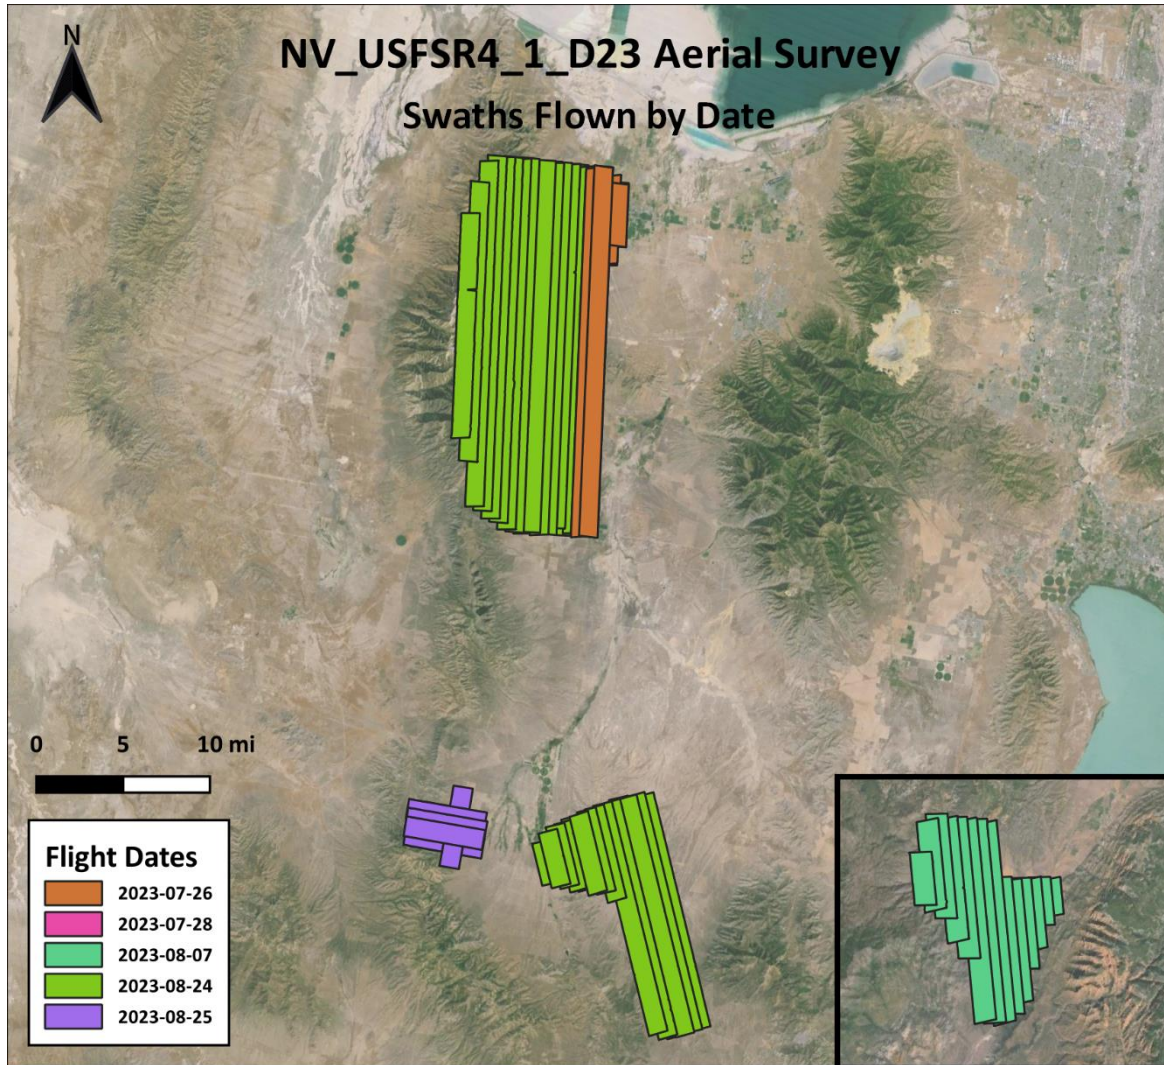 N
NV_USFSR4_1_D23 Aerial Survey
Swaths Flown by Date
0 5 10 mi
Flight Dates
2023-07-26
2023-07-28
2023-08-07
2023-08-24
2023-08-25